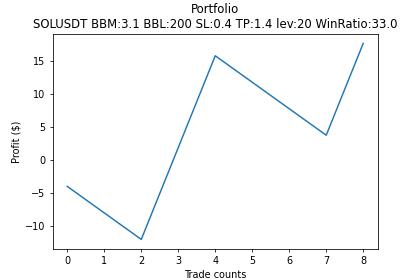 Portfolio
SOLUSDT BBM:3.1 BBL:200 SL:0.4 TP:1.4 lev:20 WinRatio:33.0
15
10
5
0
−5
−10
Profit ($)
0 1 2 3 4 5 6 7 8
Trade counts